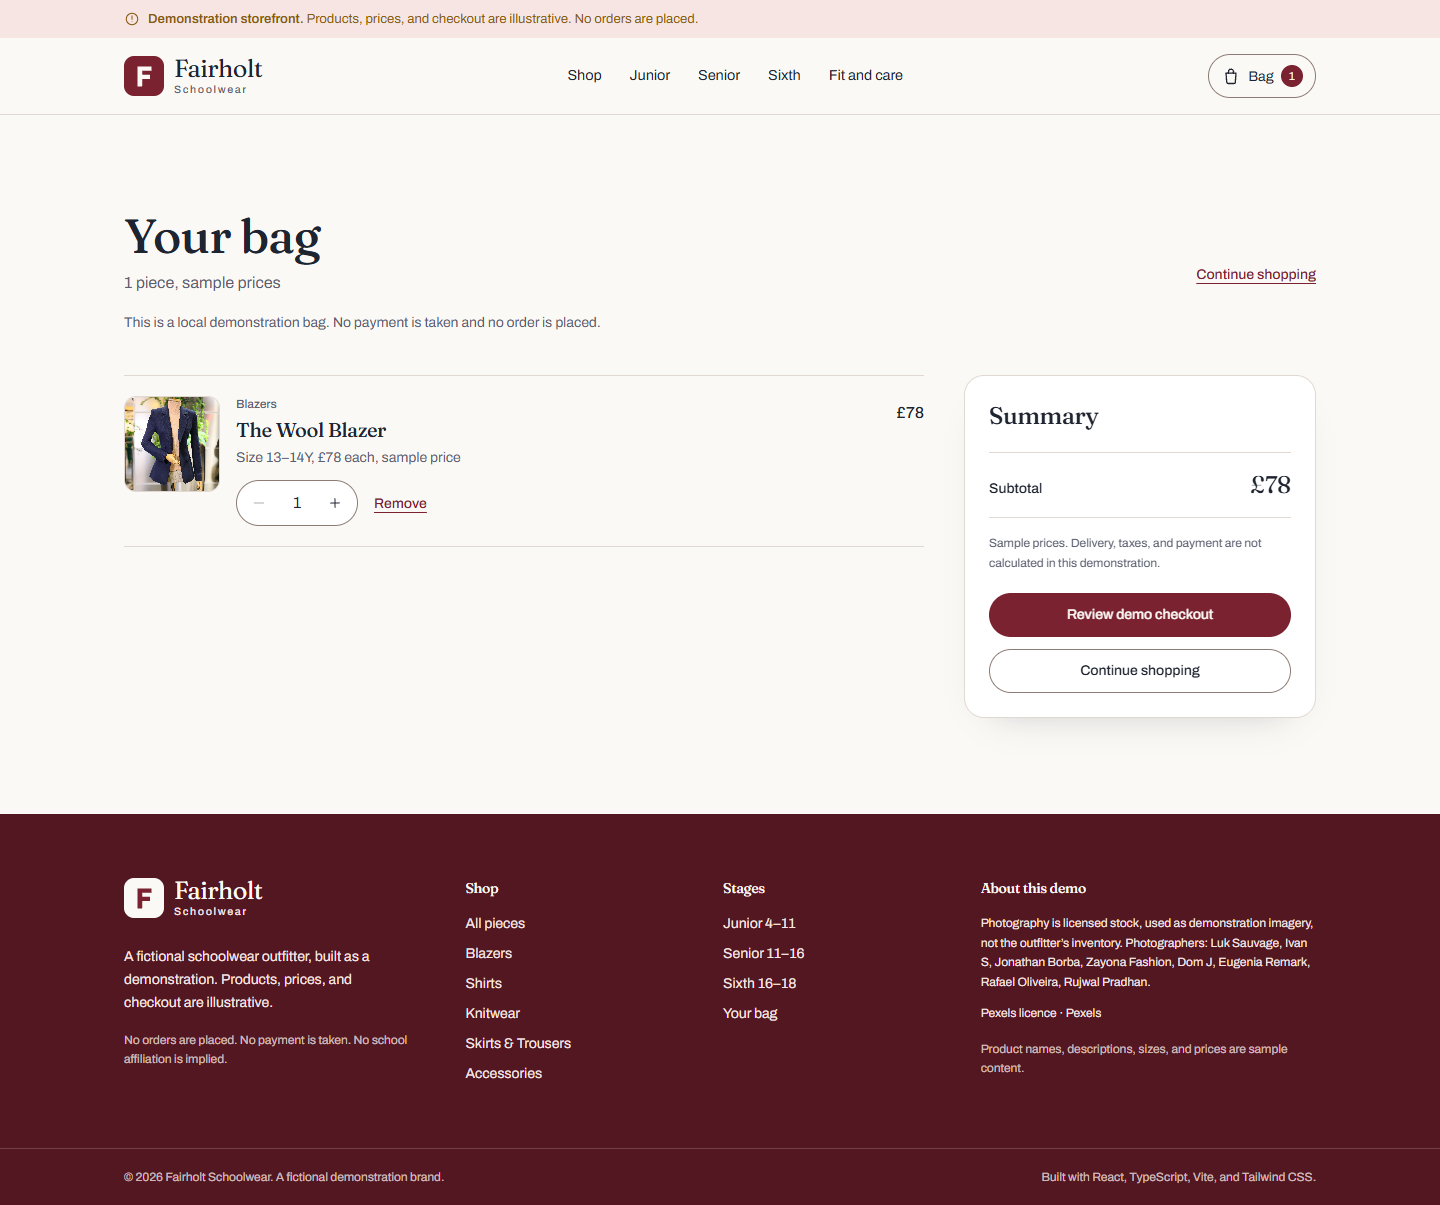 Demonstration storefront. Products, prices, and checkout are illustrative. No orders are placed.
F
Fairholt
Schoolwear
Shop
Junior
Senior
Sixth
Fit and care
Bag
1
Your bag
1 piece, sample prices
Continue shopping
This is a local demonstration bag. No payment is taken and no order is placed.
Blazers
£78
The Wool Blazer
Size 13–14Y, £78 each, sample price
1
Remove
Summary
Subtotal
£78
Sample prices. Delivery, taxes, and payment are not
calculated in this demonstration.
Review demo checkout
Continue shopping
F
Fairholt
Schoolwear
A fictional schoolwear outfitter, built as a
demonstration. Products, prices, and
checkout are illustrative.
No orders are placed. No payment is taken. No school
affiliation is implied.
Shop
All pieces
Blazers
Shirts
Knitwear
Skirts & Trousers
Accessories
Stages
Junior 4–11
Senior 11–16
Sixth 16–18
Your bag
About this demo
Photography is licensed stock, used as demonstration imagery,
not the outfitter’s inventory. Photographers: Luk Sauvage, Ivan
S, Jonathan Borba, Zayona Fashion, Dom J, Eugenia Remark,
Rafael Oliveira, Rujwal Pradhan.
Pexels licence · Pexels
Product names, descriptions, sizes, and prices are sample
content.
© 2026 Fairholt Schoolwear. A fictional demonstration brand.
Built with React, TypeScript, Vite, and Tailwind CSS.